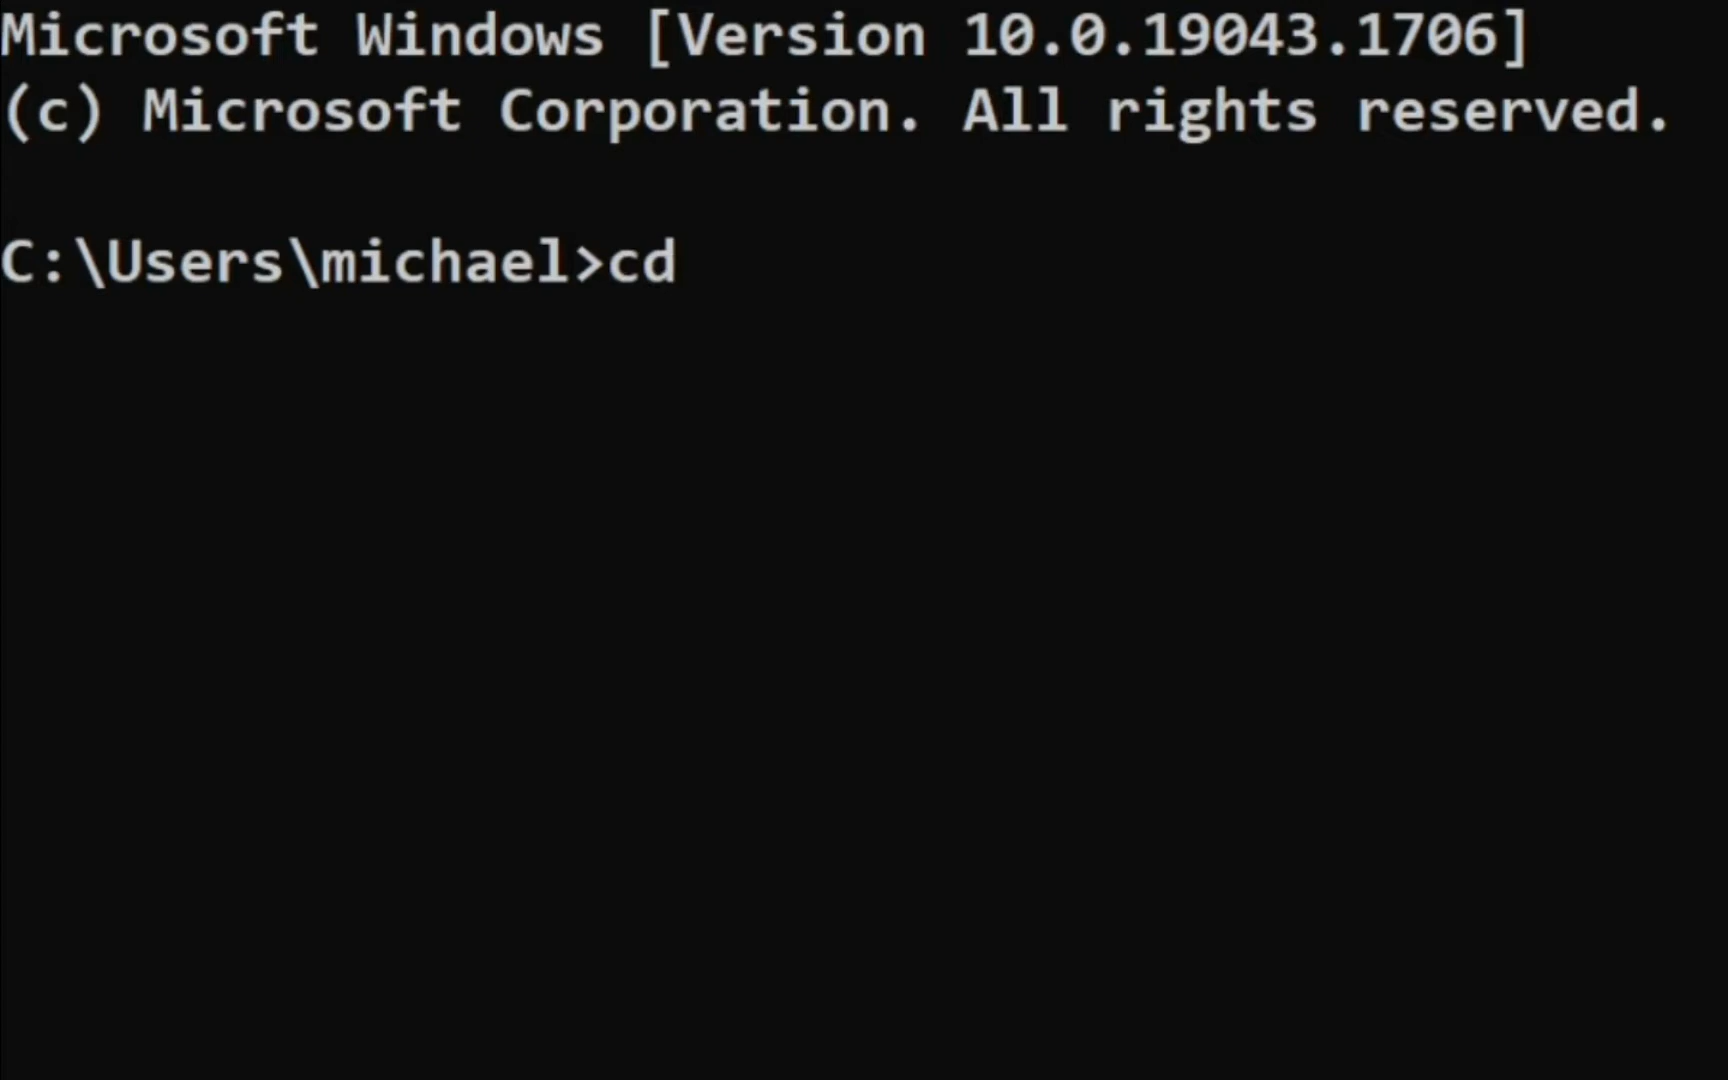 Microsoft Windows [Version 10.0.19043.1706]
(c) Microsoft Corporation. All rights reserved.
C:\Users\michael>cd